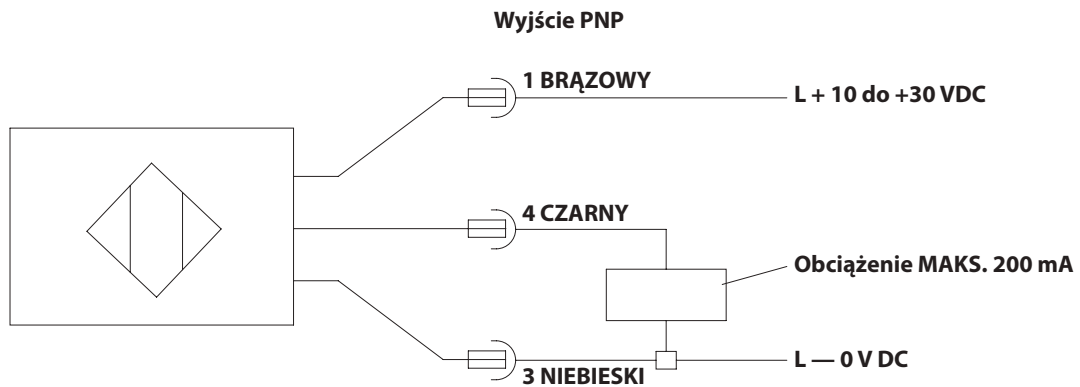 Wyjście PNP
1 BRĄZOWY
L + 10 do +30 VDC
4 CZARNY
Obciążenie MAKS. 200 mA
L — 0 V DC
3 NIEBIESKI